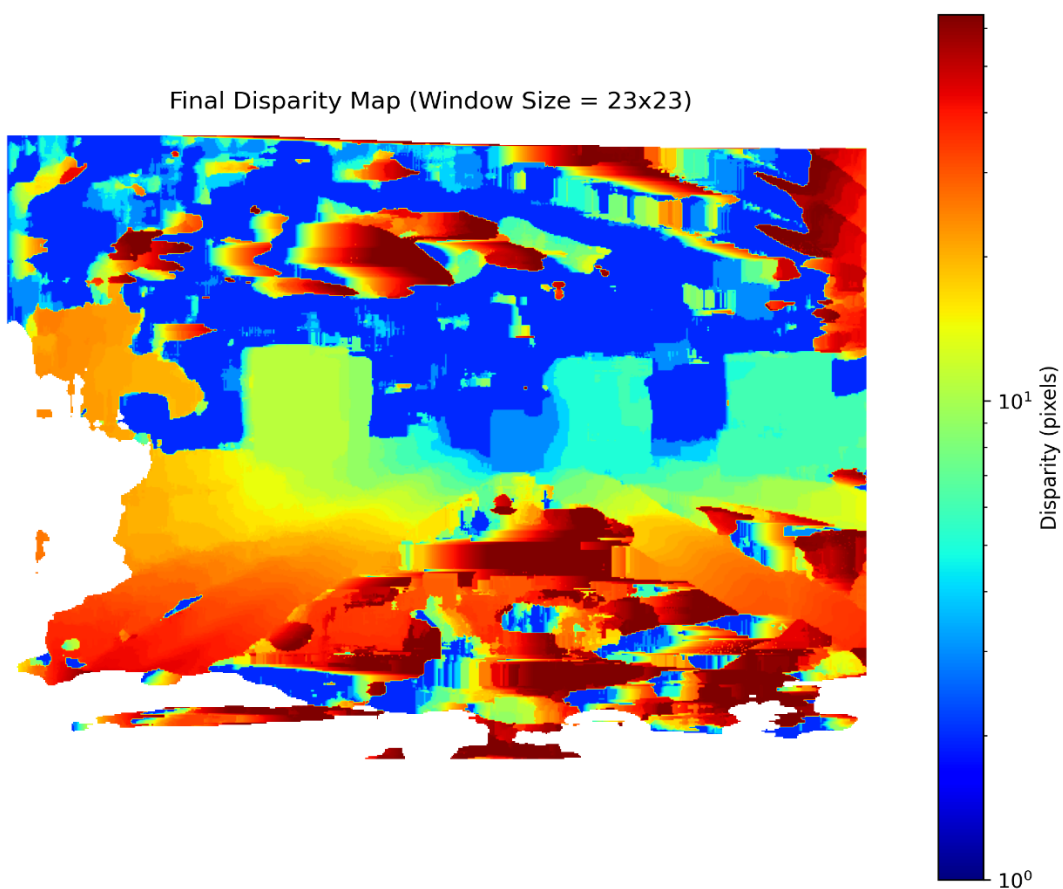 Final Disparity Map (Window Size = 23x23)
10¹
Disparity (pixels)
10⁰